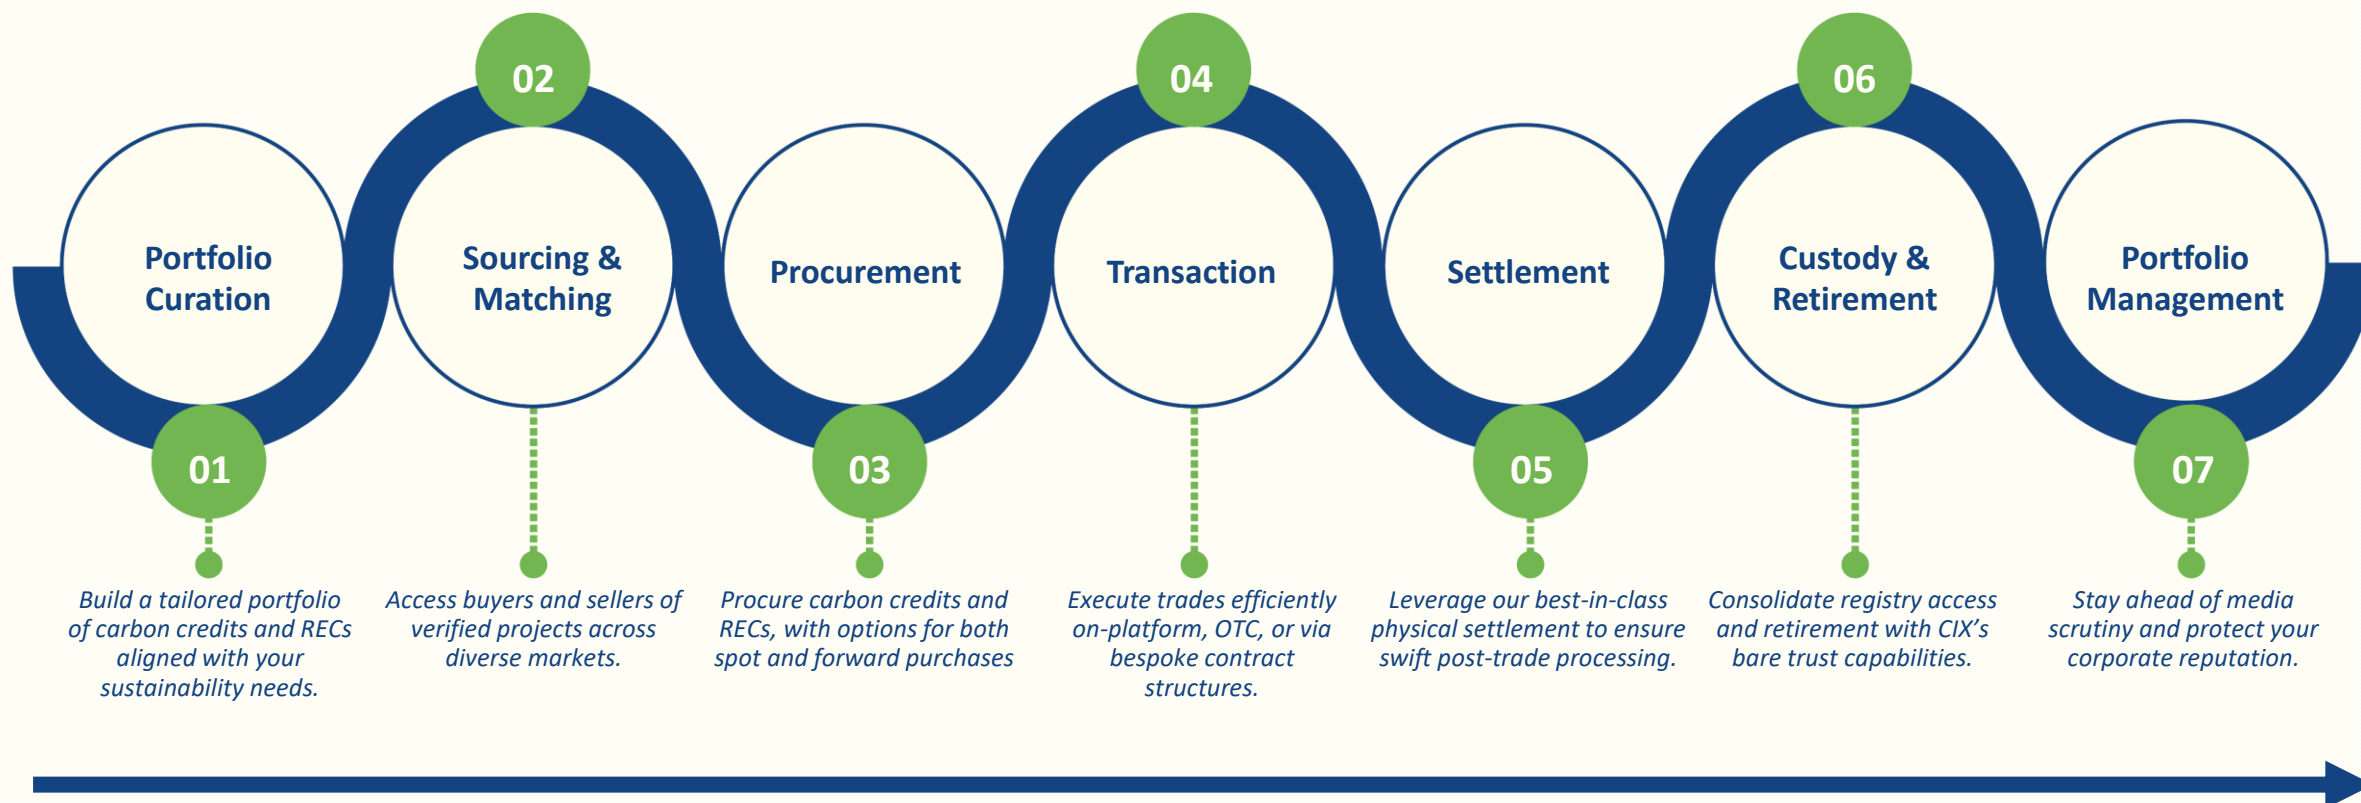 01
Portfolio
Curation
Build a tailored portfolio
of carbon credits and RECs
aligned with your
sustainability needs.
02
Sourcing &
Matching
Access buyers and sellers of
verified projects across
diverse markets.
03
Procurement
Procure carbon credits and
RECs, with options for both
spot and forward purchases
04
Transaction
Execute trades efficiently
on-platform, OTC, or via
bespoke contract
structures.
05
Settlement
Leverage our best-in-class
physical settlement to ensure
swift post-trade processing.
06
Custody &
Retirement
Consolidate registry access
and retirement with CIX’s
bare trust capabilities.
07
Portfolio
Management
Stay ahead of media
scrutiny and protect your
corporate reputation.